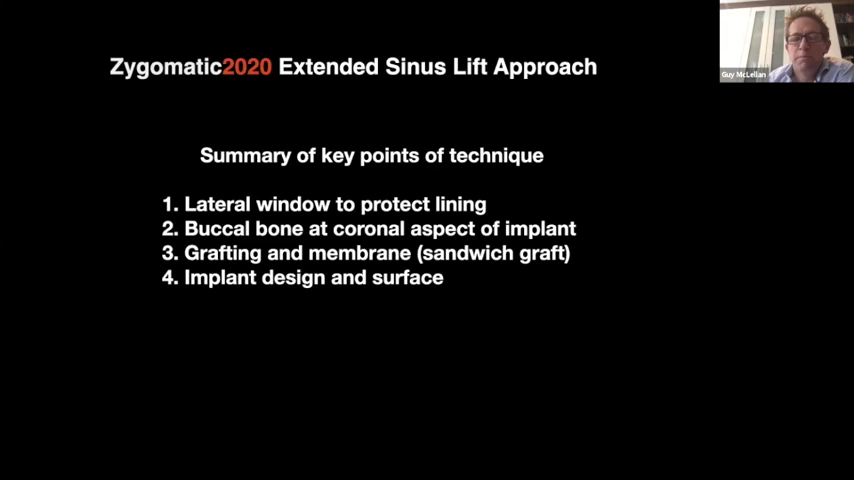 Zygomatic2020 Extended Sinus Lift Approach
Guy McLellan
Summary of key points of technique
1. Lateral window to protect lining
2. Buccal bone at coronal aspect of implant
3. Grafting and membrane (sandwich graft)
4. Implant design and surface